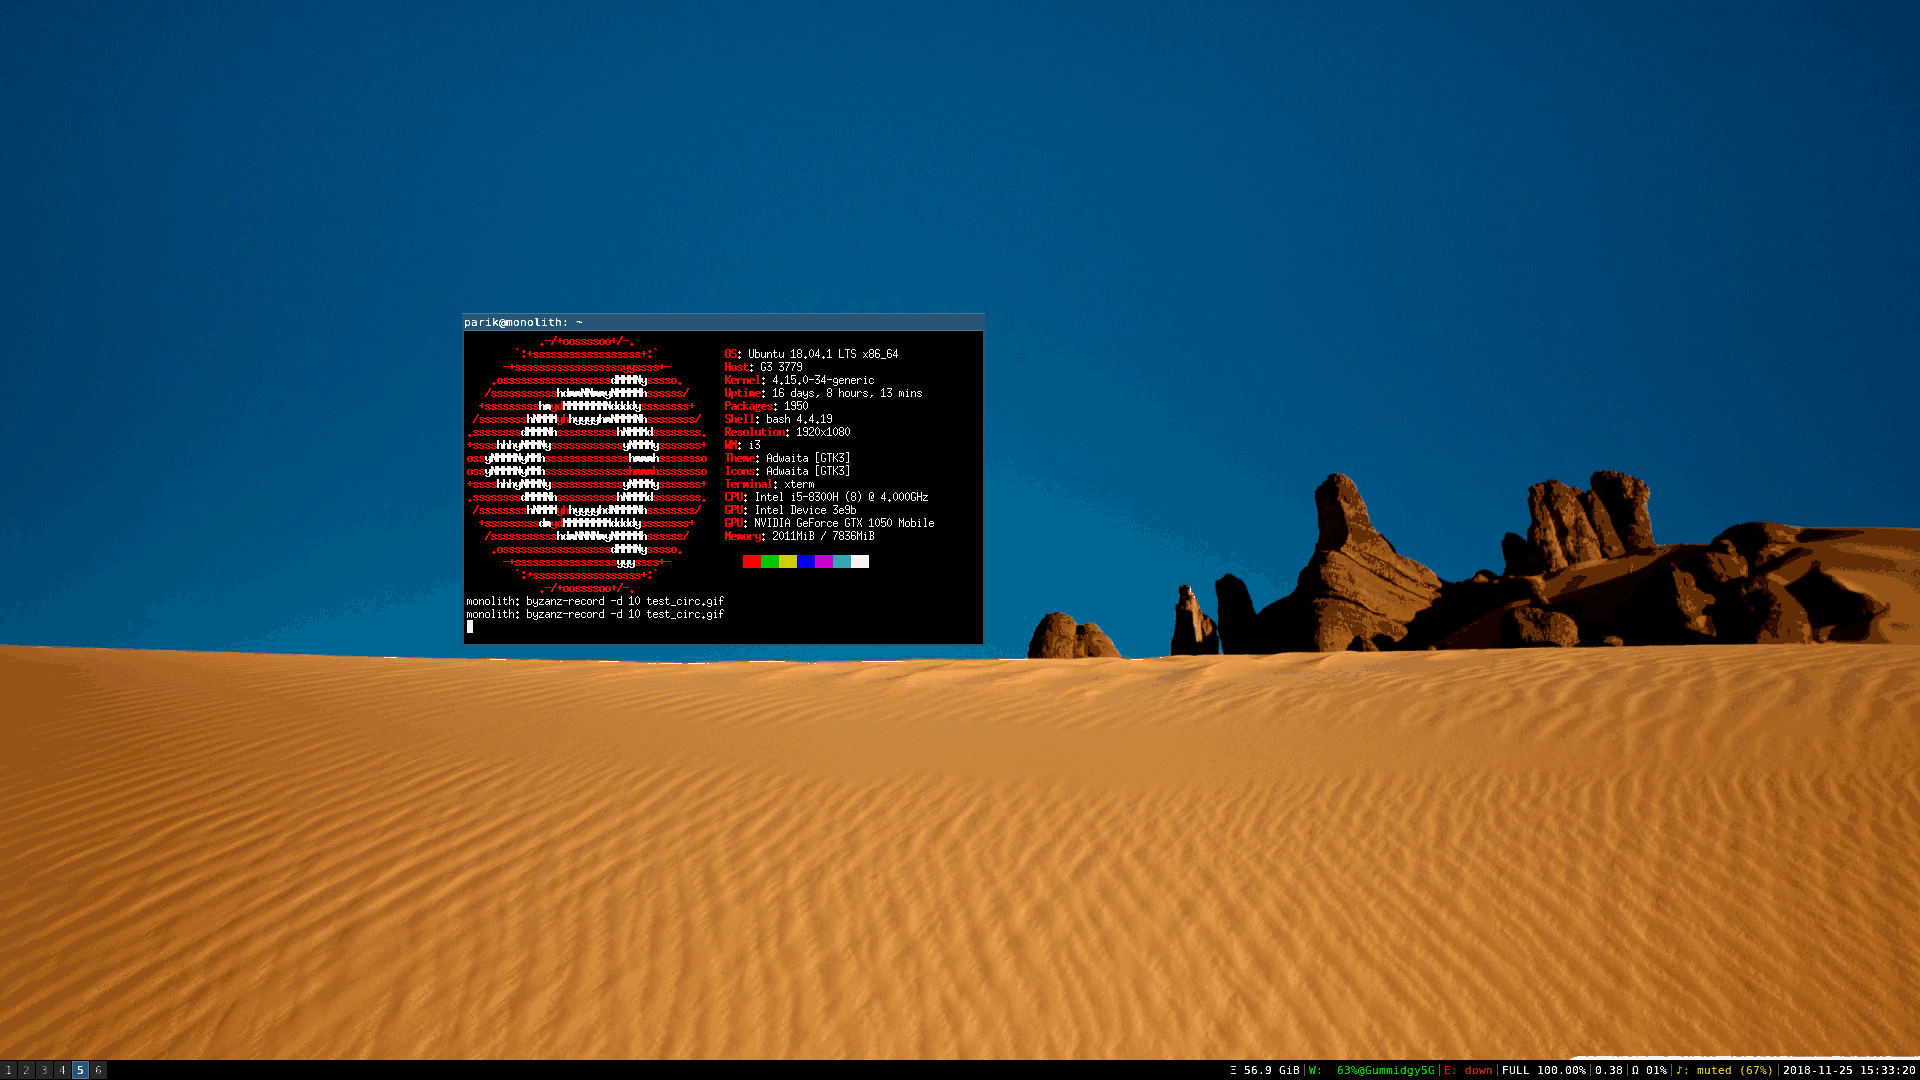 parik@monolith: ~
OS: Ubuntu 18.04.1 LTS x86_64
Host: G3 3779
Kernel: 4.15.0-34-generic
Uptime: 16 days, 8 hours, 13 mins
Packages: 1950
Shell: bash 4.4.19
Resolution: 1920x1080
WM: i3
Theme: Adwaita [GTK3]
Icons: Adwaita [GTK3]
Terminal: xterm
CPU: Intel i5-8300H (8) @ 4.000GHz
GPU: Intel Device 3e9b
GPU: NVIDIA GeForce GTX 1050 Mobile
Memory: 2011MiB / 7836MiB
monolith: byzanz-record -d 10 test_circ.gif
monolith: byzanz-record -d 10 test_circ.gif
1 2 3 4 5 6
Ξ 56.9 GiB|W: 63%@Gummidgy5G|E: down|FULL 100.00%|0.38|Ω 01%|♪: muted (67%)|2018-11-25 15:33:20